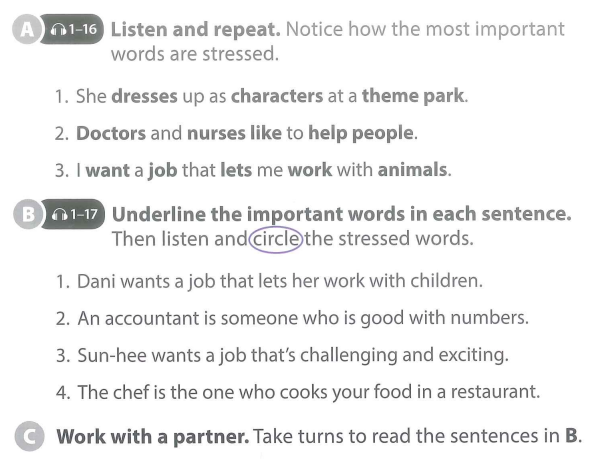 A 1–16 Listen and repeat. Notice how the most important
words are stressed.
1. She dresses up as characters at a theme park.
2. Doctors and nurses like to help people.
3. I want a job that lets me work with animals.
B 1–17 Underline the important words in each sentence.
Then listen and circle the stressed words.
1. Dani wants a job that lets her work with children.
2. An accountant is someone who is good with numbers.
3. Sun-hee wants a job that's challenging and exciting.
4. The chef is the one who cooks your food in a restaurant.
C Work with a partner. Take turns to read the sentences in B.